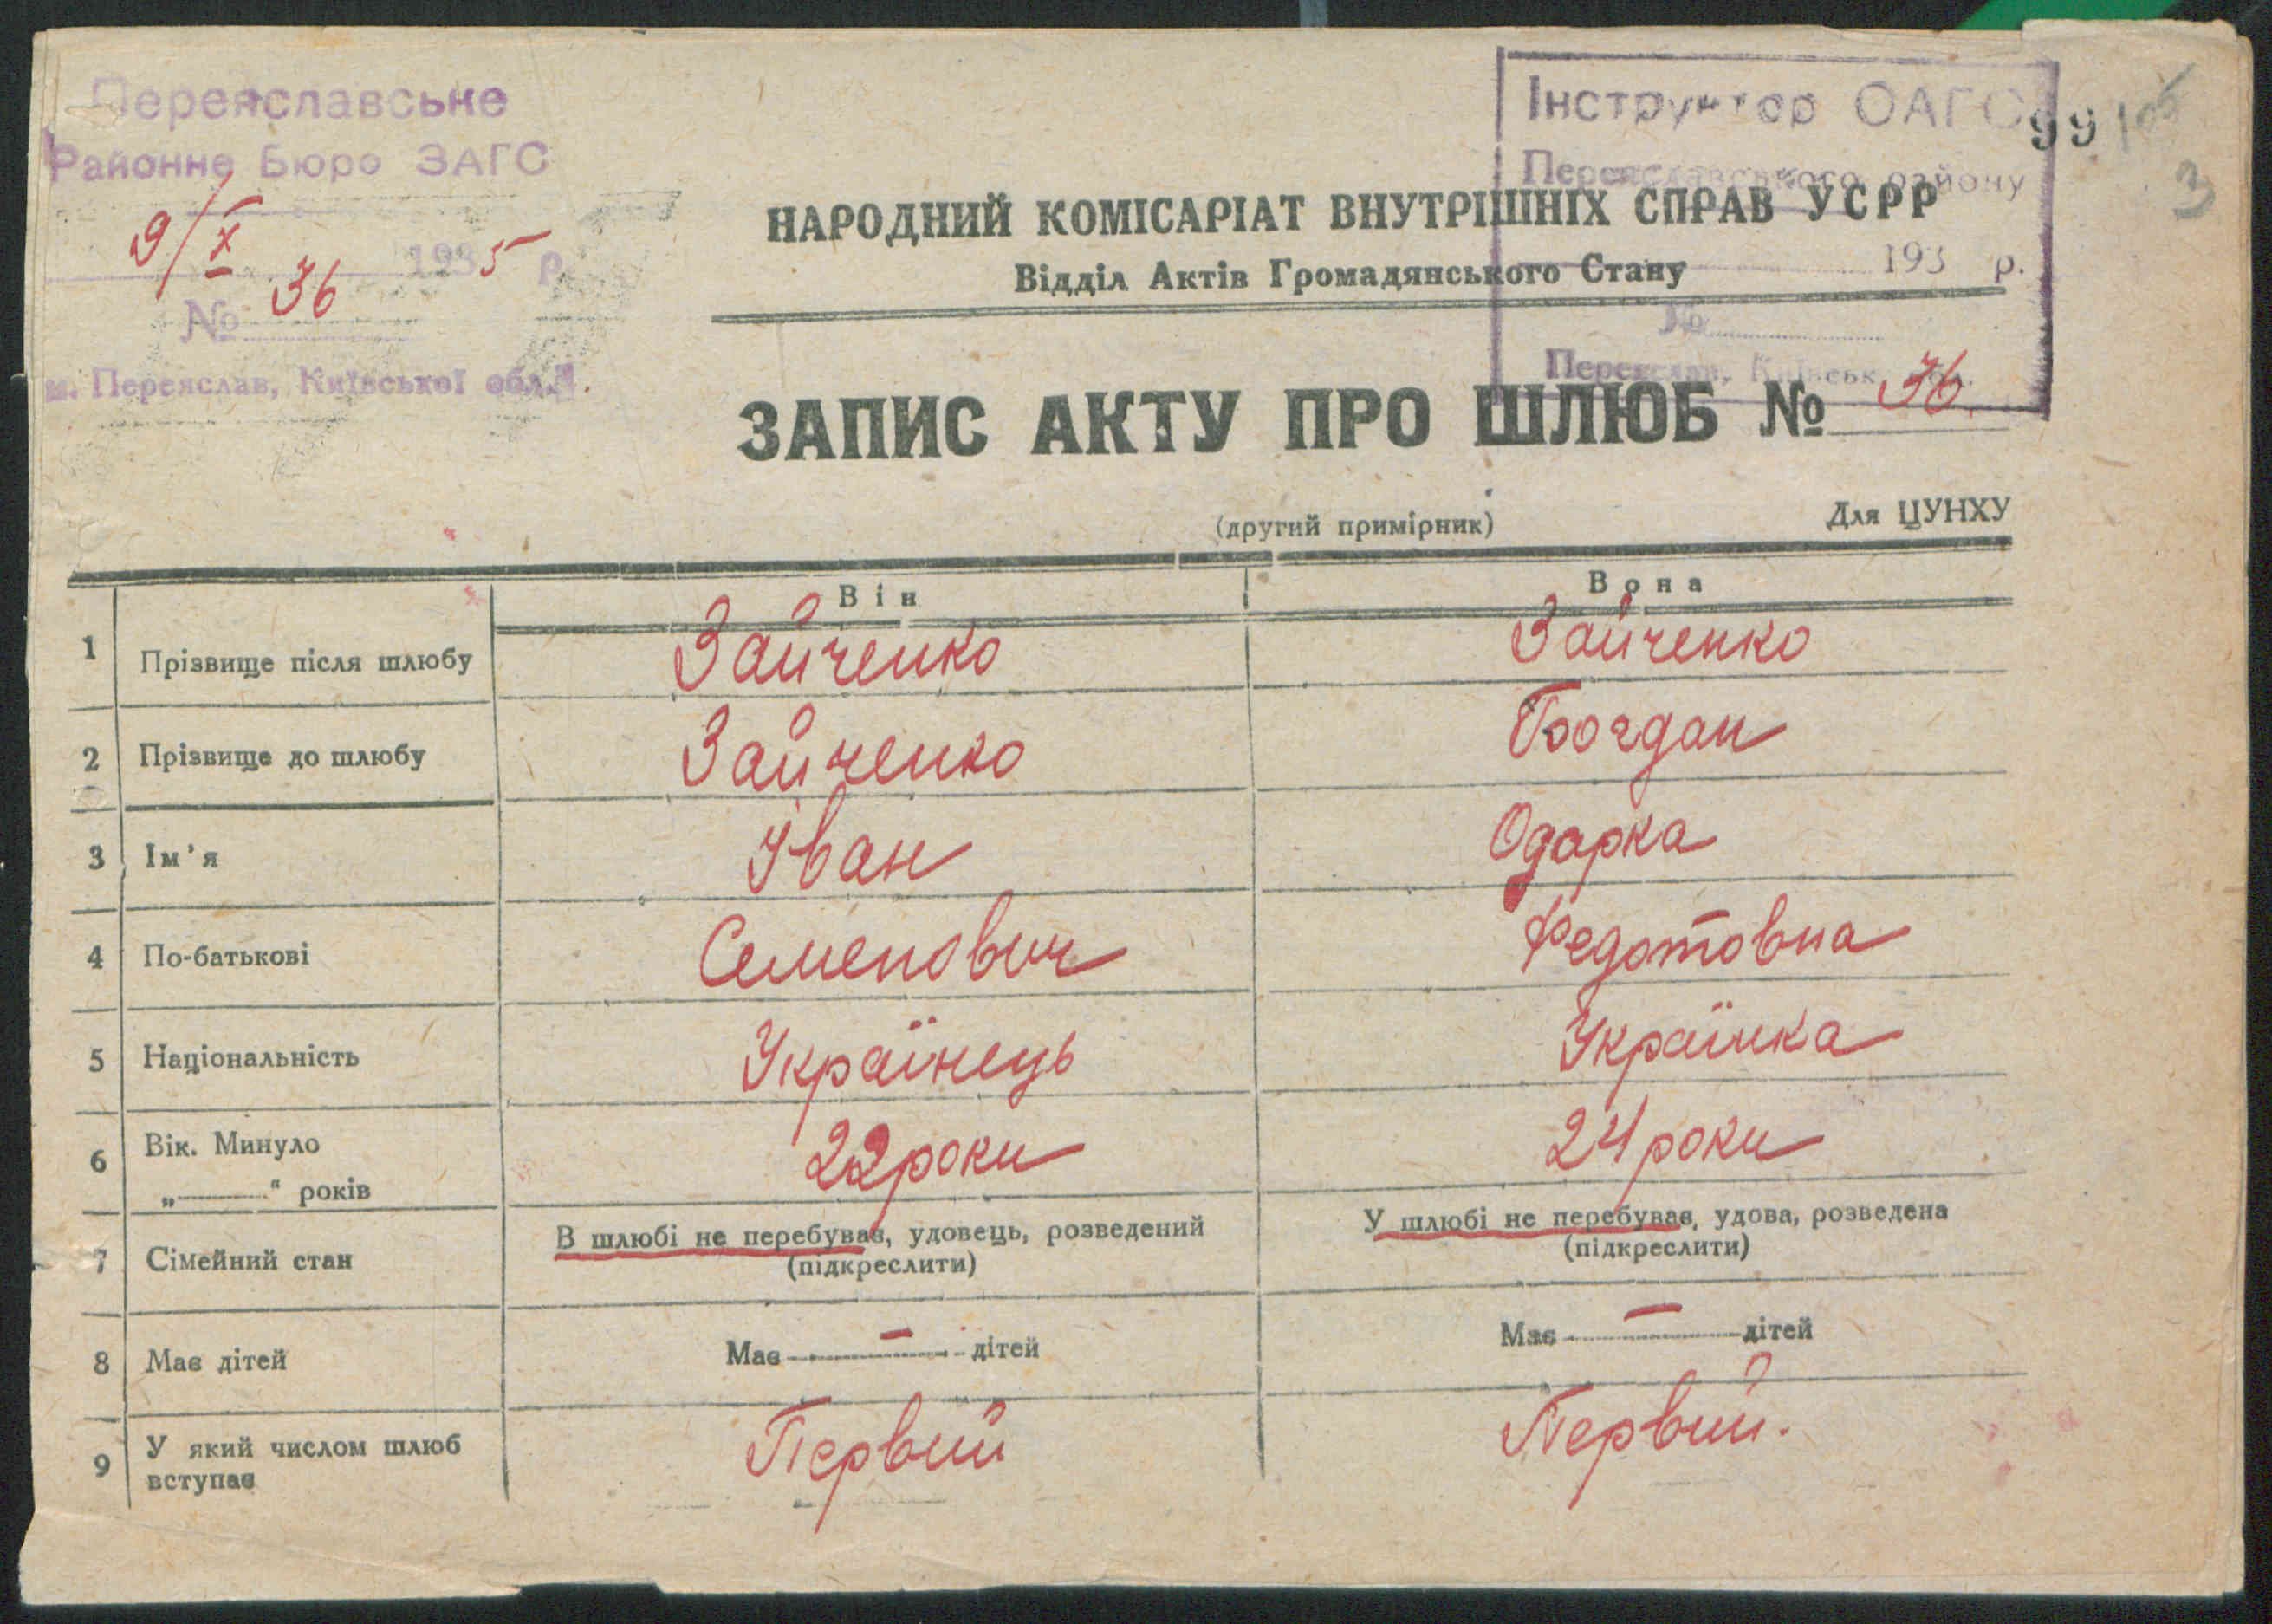 Переяславське
Районне Бюро ЗАГС
9/X 1935 р.
№ 36
м. Переяслав, Київської обл.
Інструктор ОАГС
Переяславського району
193 р.
№
Переяслав, Київськ. обл.
99
3
НАРОДНИЙ КОМІСАРІАТ ВНУТРІШНІХ СПРАВ УСРР
Відділ Актів Громадянського Стану
ЗАПИС АКТУ ПРО ШЛЮБ № 36
(другий примірник) Для ЦУНХУ
Він Вона
1 Прізвище після шлюбу Зайченко Зайченко
2 Прізвище до шлюбу Зайченко Богдан
3 Ім'я Іван Одарка
4 По-батькові Семенович Федотовна
5 Національність Українець Українка
6 Вік. Минуло 22 роки 24 роки
„———“ років
7 Сімейний стан В шлюбі не перебував, удовець, розведений У шлюбі не перебував, удова, розведена
(підкреслити) (підкреслити)
8 Має дітей Має — дітей Має — дітей
9 У який числом шлюб вступає Первий Первий.